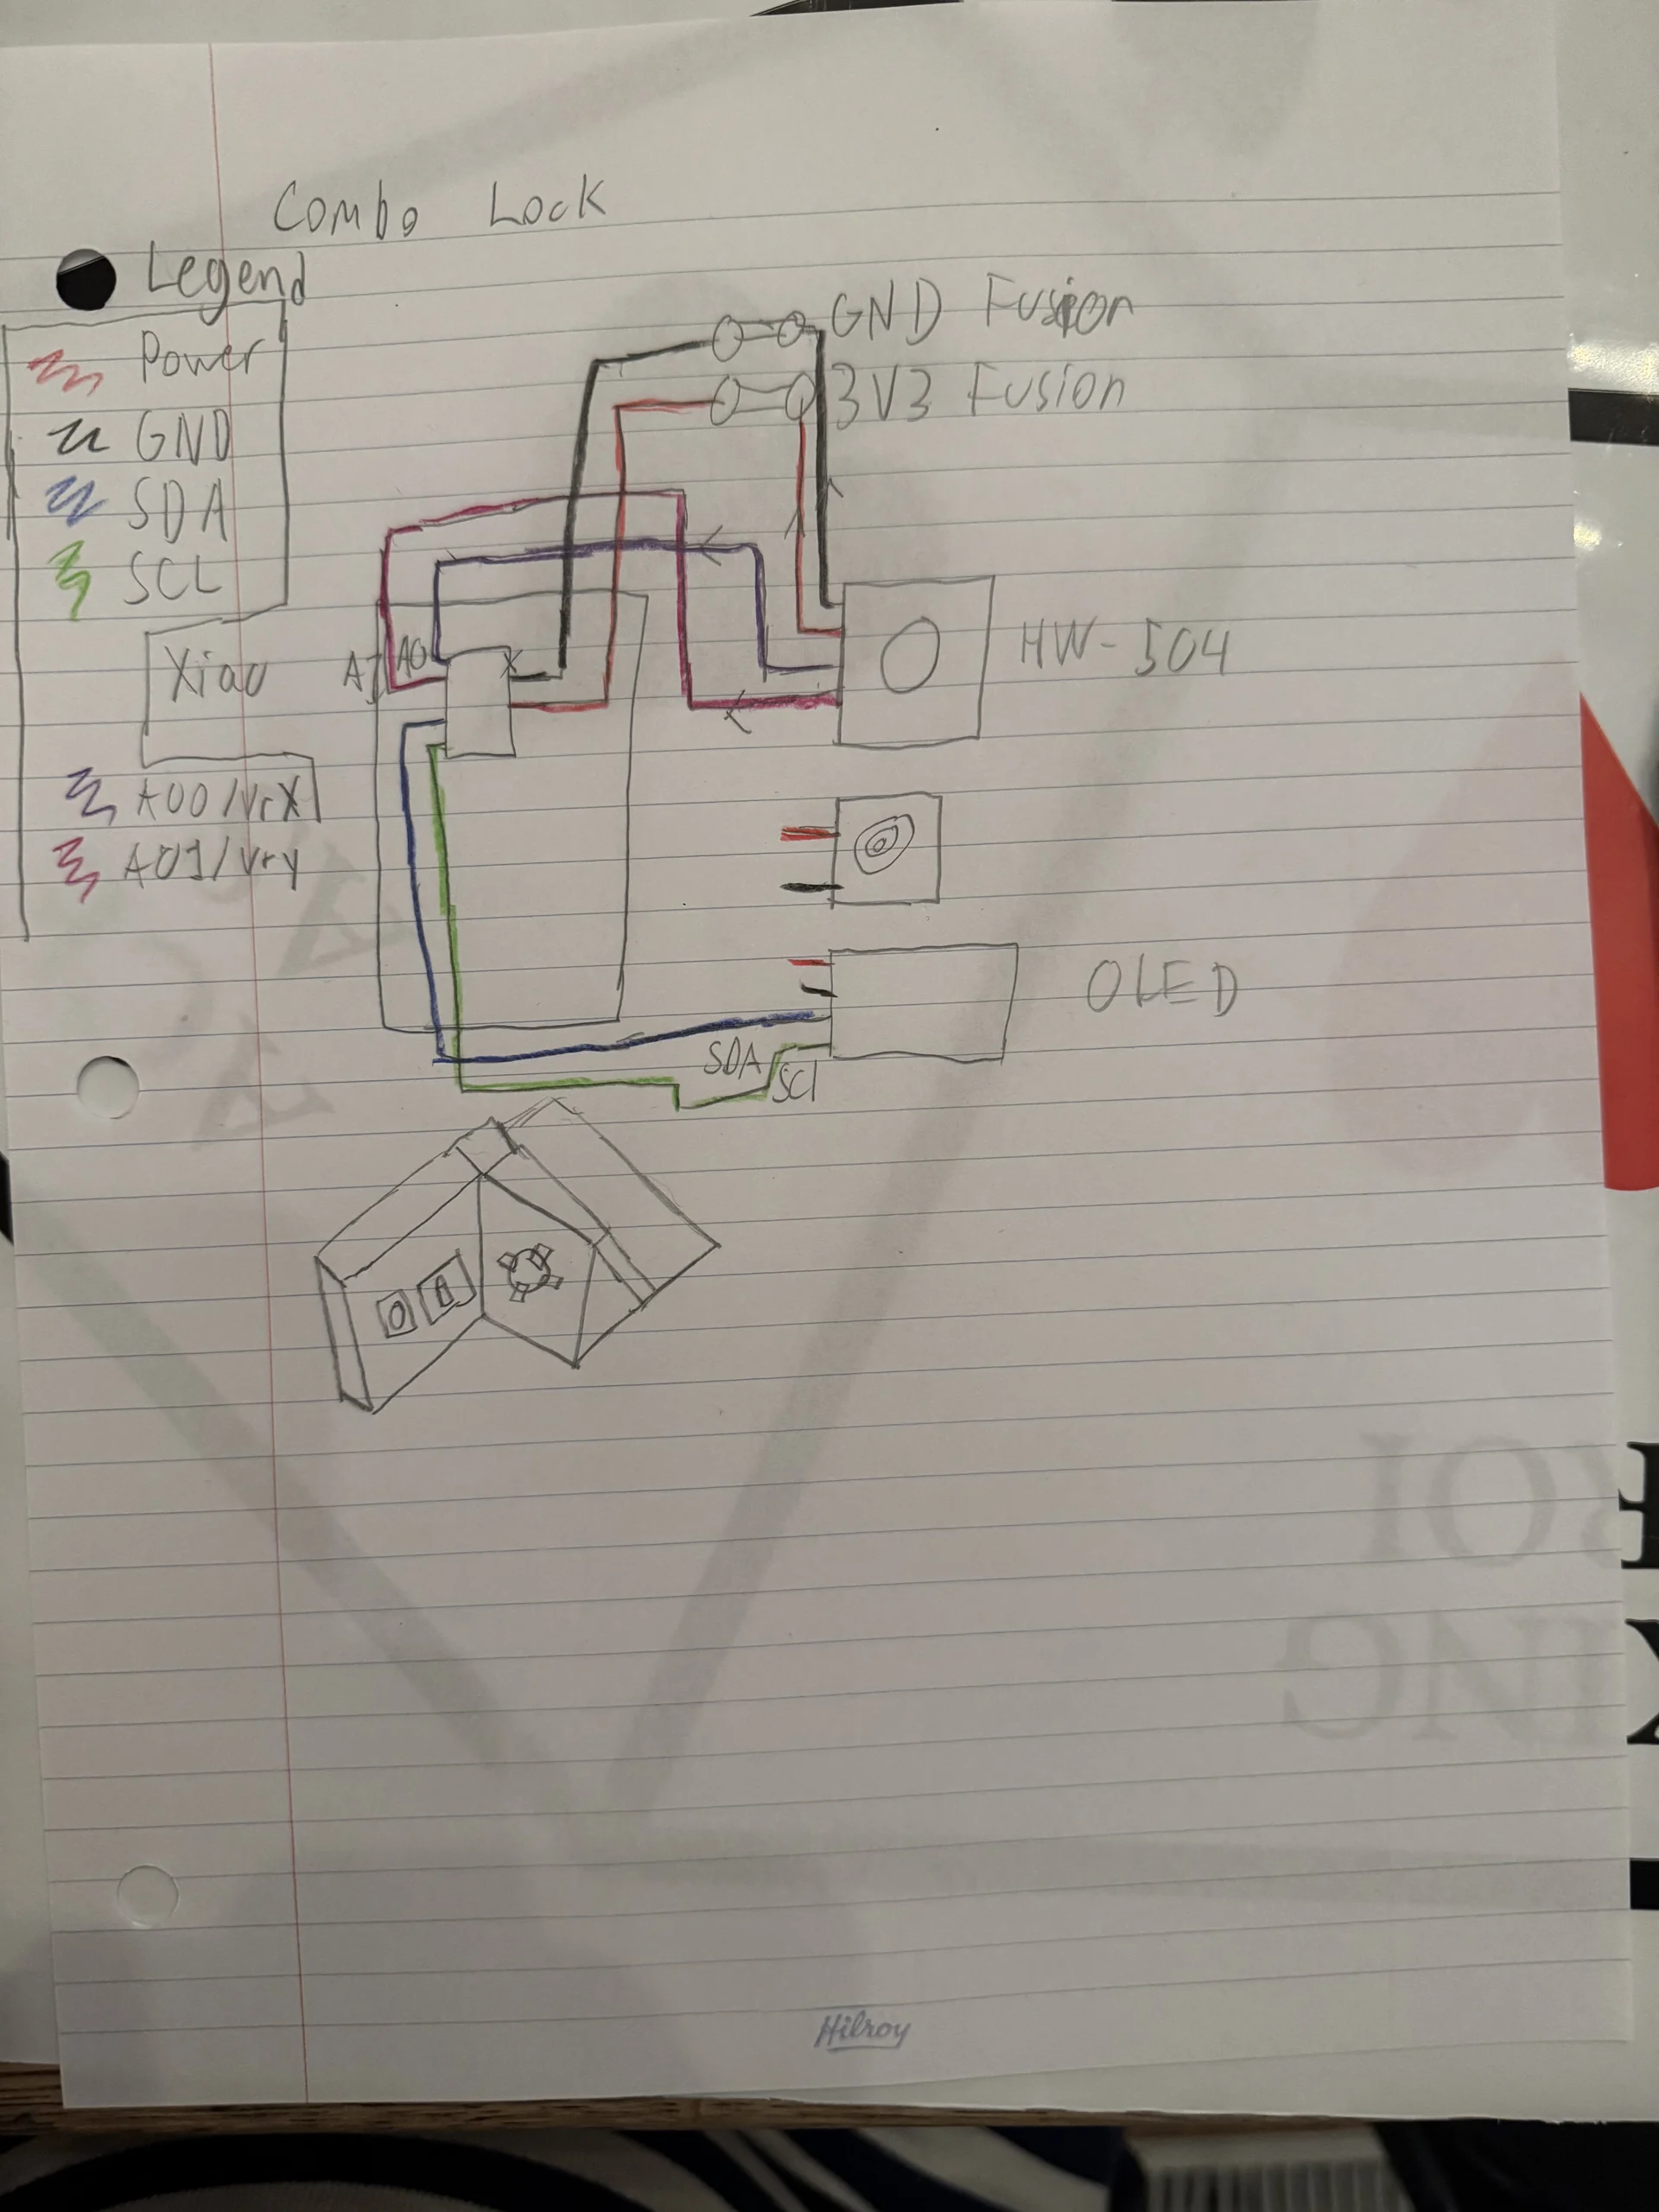 Combo Lock
Legend
Power
GND
SDA
SCL
Xiao
A00/VrX
A01/Vry
GND Fusion
3V3 Fusion
A1 A0
HW-504
OLED
SDA
SCl
Hilroy